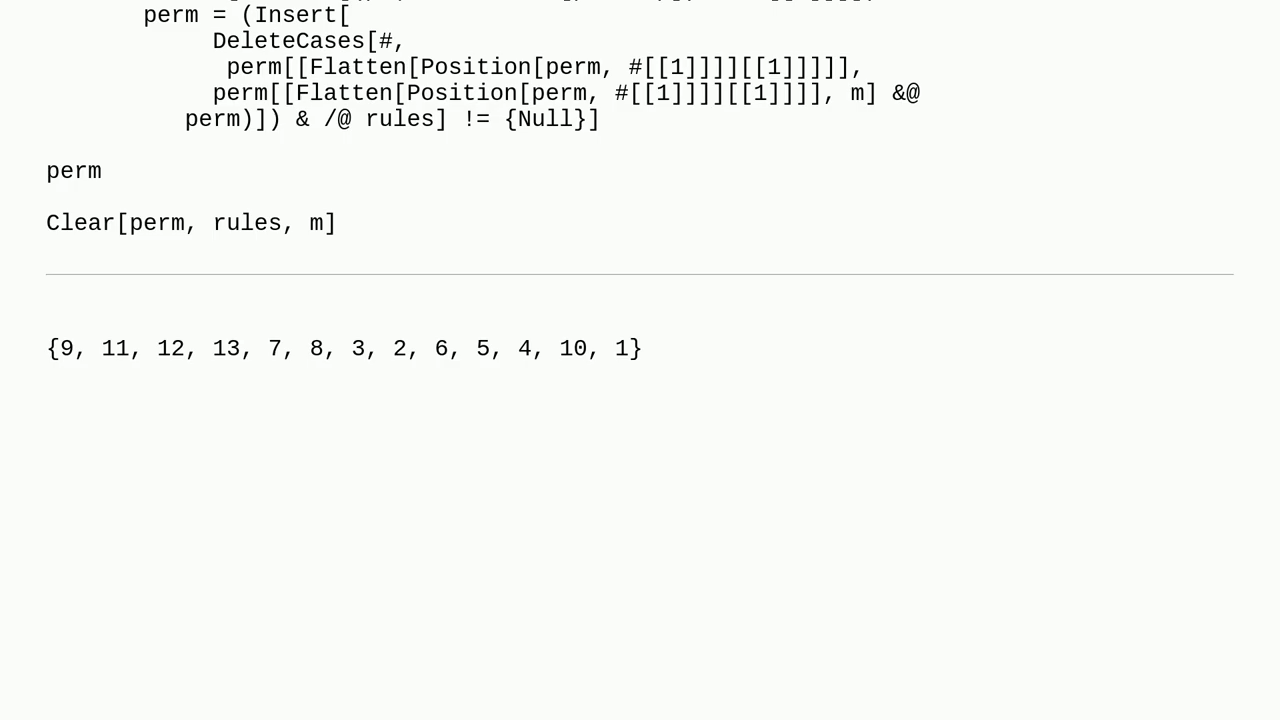 perm = (Insert[
DeleteCases[#,
perm[[Flatten[Position[perm, #[[1]]]][[1]]]]],
perm[[Flatten[Position[perm, #[[1]]]][[1]]]], m] &@
perm)]) & /@ rules] != {Null}]
perm
Clear[perm, rules, m]
{9, 11, 12, 13, 7, 8, 3, 2, 6, 5, 4, 10, 1}